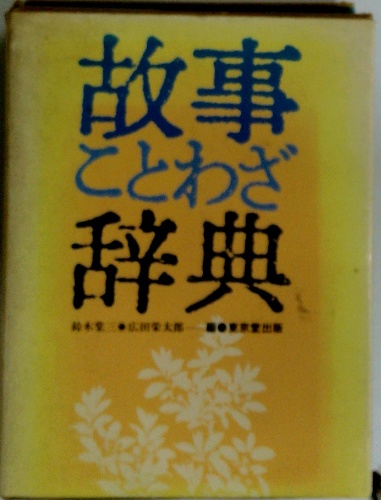 故事
ことわざ
辞典
鈴木棠三●広田栄太郎—編●東京堂出版